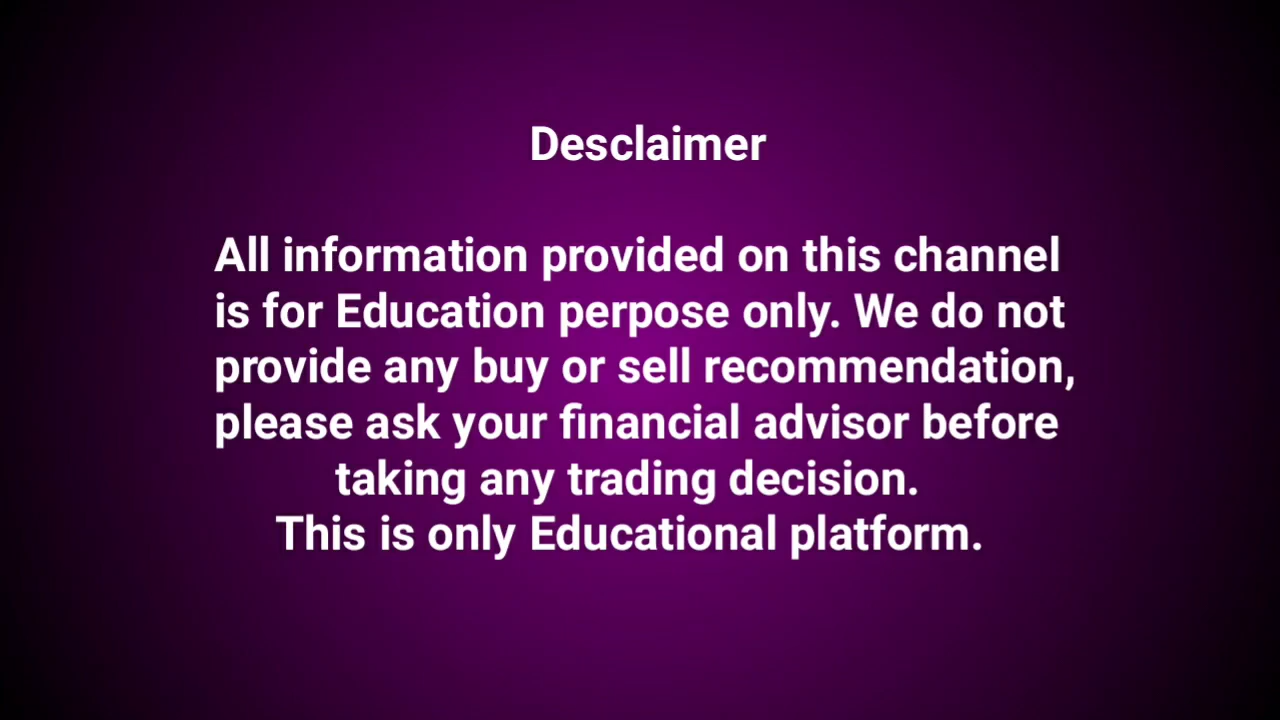 Desclaimer
All information provided on this channel
is for Education perpose only. We do not
provide any buy or sell recommendation,
please ask your financial advisor before
taking any trading decision.
This is only Educational platform.